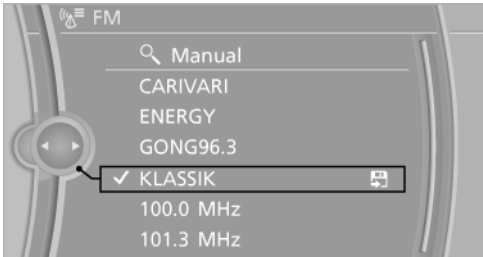 FM
Manual
CARIVARI
ENERGY
GONG96.3
KLASSIK
100.0 MHz
101.3 MHz